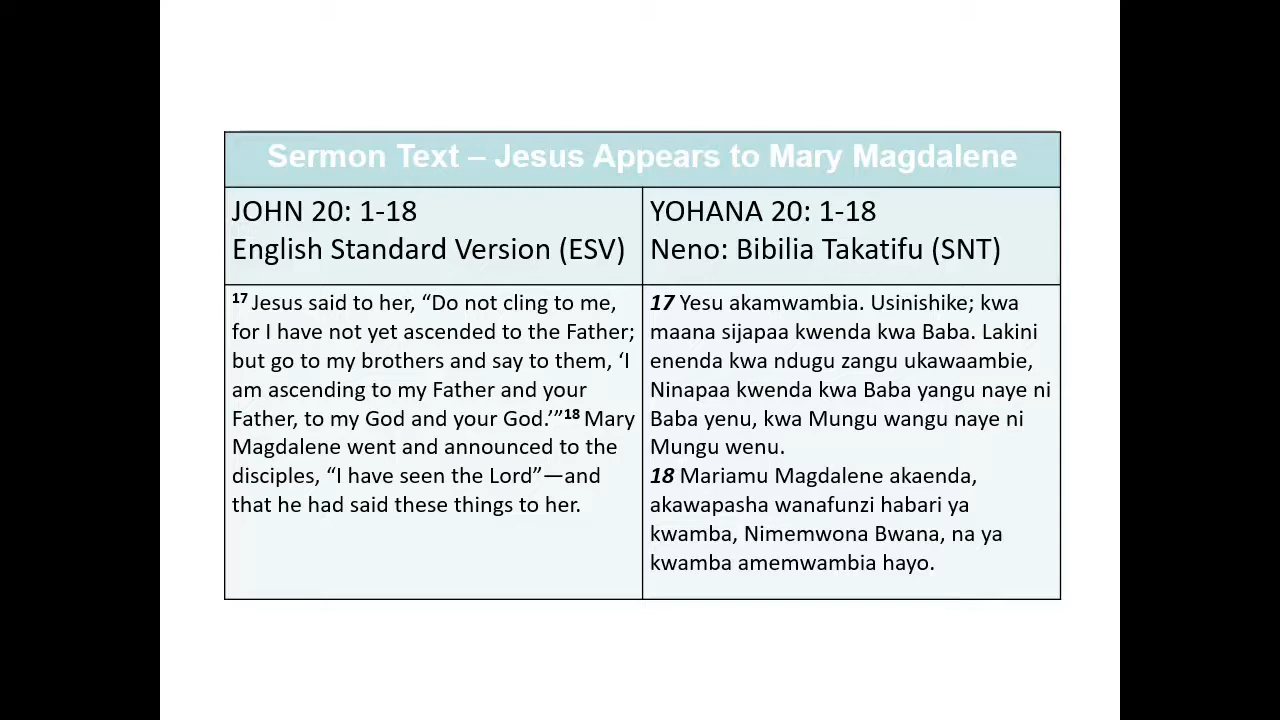 Sermon Text – Jesus Appears to Mary Magdalene
JOHN 20: 1-18
English Standard Version (ESV)
YOHANA 20: 1-18
Neno: Bibilia Takatifu (SNT)
17 Jesus said to her, “Do not cling to me,
for I have not yet ascended to the Father;
but go to my brothers and say to them, ‘I
am ascending to my Father and your
Father, to my God and your God.’”18 Mary
Magdalene went and announced to the
disciples, “I have seen the Lord”—and
that he had said these things to her.
17 Yesu akamwambia. Usinishike; kwa
maana sijapaa kwenda kwa Baba. Lakini
enenda kwa ndugu zangu ukawaambie,
Ninapaa kwenda kwa Baba yangu naye ni
Baba yenu, kwa Mungu wangu naye ni
Mungu wenu.
18 Mariamu Magdalene akaenda,
akawapasha wanafunzi habari ya
kwamba, Nimemwona Bwana, na ya
kwamba amemwambia hayo.